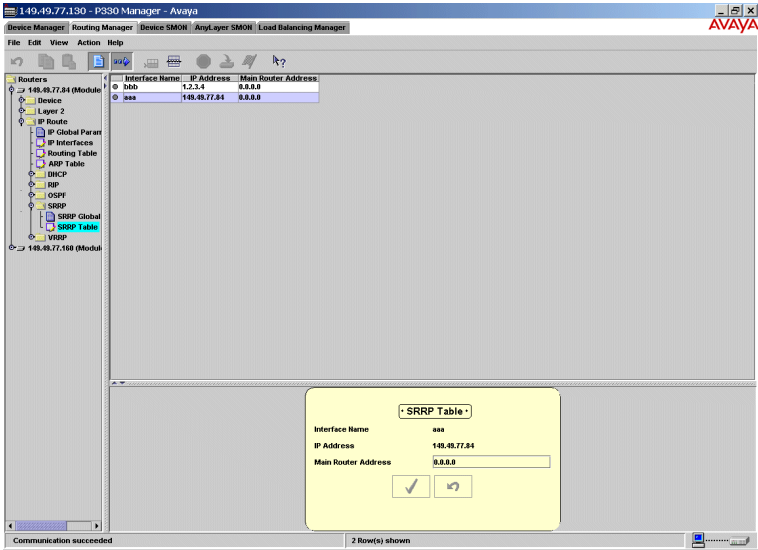 149.49.77.130 - P330 Manager - Avaya
Device Manager Routing Manager Device SMON AnyLayer SMON Load Balancing Manager
AVAYA
File Edit View Action Help
Routers
149.49.77.84 (Module
Device
Layer 2
IP Route
IP Global Param
IP Interfaces
Routing Table
ARP Table
DHCP
RIP
OSPF
SRRP
SRRP Global
SRRP Table
VRRP
149.49.77.160 (Modul
Interface Name IP Address Main Router Address
bbb 1.2.3.4 0.0.0.0
aaa 149.49.77.84 0.0.0.0
SRRP Table
Interface Name aaa
IP Address 149.49.77.84
Main Router Address 0.0.0.0
Communication succeeded 2 Row(s) shown